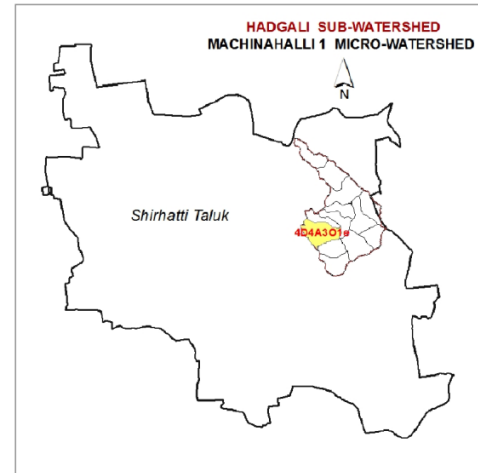 HADGALI SUB-WATERSHED
MACHINAHALLI 1 MICRO-WATERSHED
N
Shirhatti Taluk
4D4A3O1e